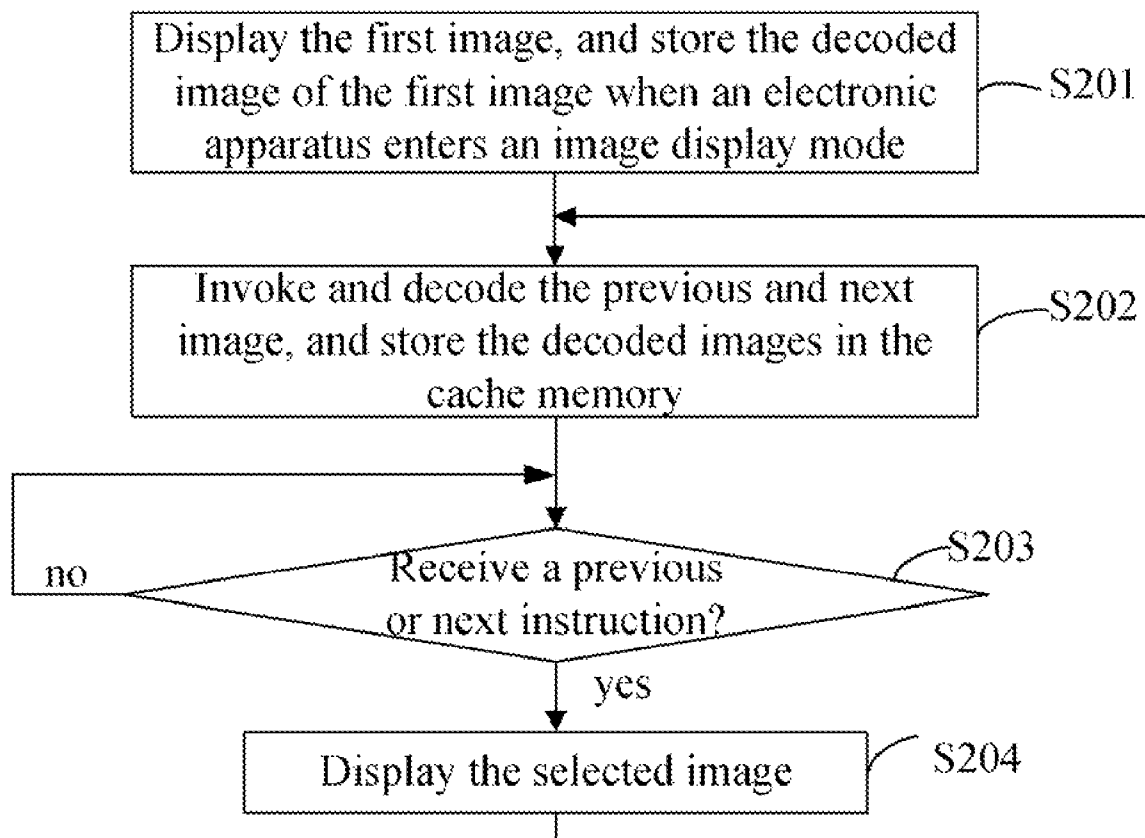 Display the first image, and store the decoded
image of the first image when an electronic
apparatus enters an image display mode
S201
Invoke and decode the previous and next
image, and store the decoded images in the
cache memory
S202
Receive a previous
or next instruction?
S203
no
yes
Display the selected image
S204